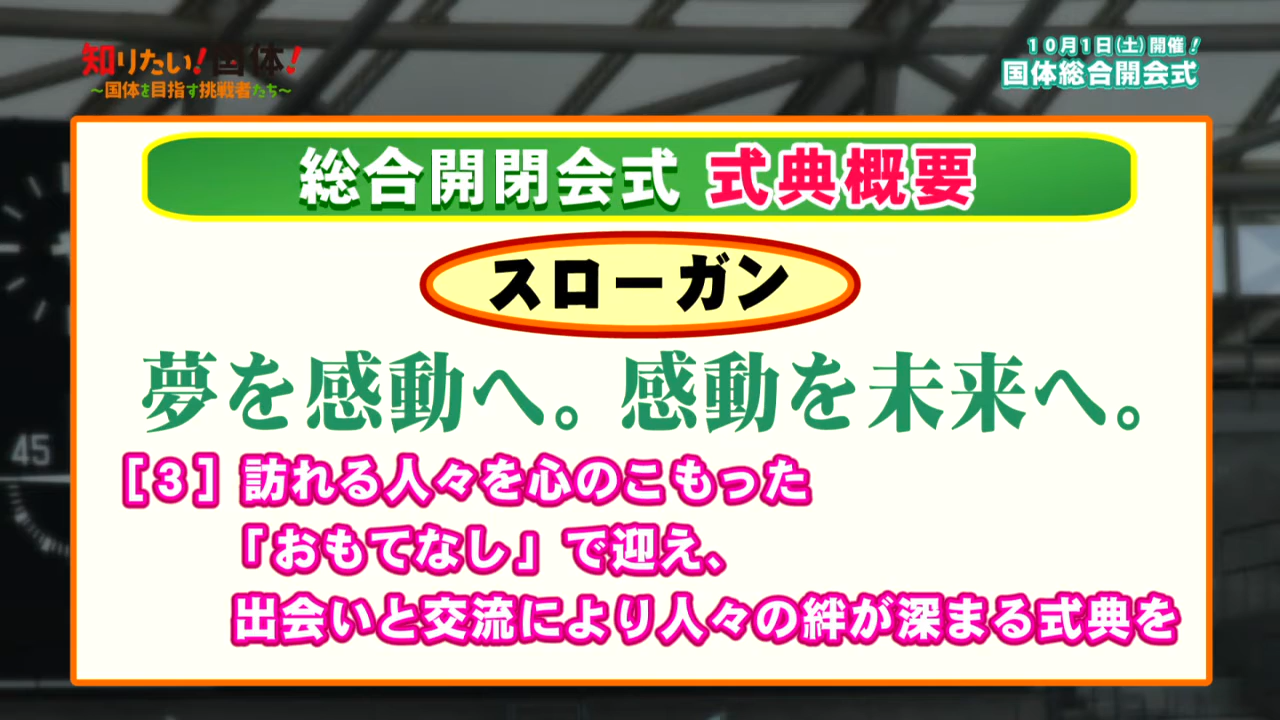 知りたい!国体!
～国体を目指す挑戦者たち～
10月1日(土)開催!
国体総合開会式
総合開閉会式 式典概要
スローガン
夢を感動へ。感動を未来へ。
[3] 訪れる人々を心のこもった
「おもてなし」で迎え、
出会いと交流により人々の絆が深まる式典を
45